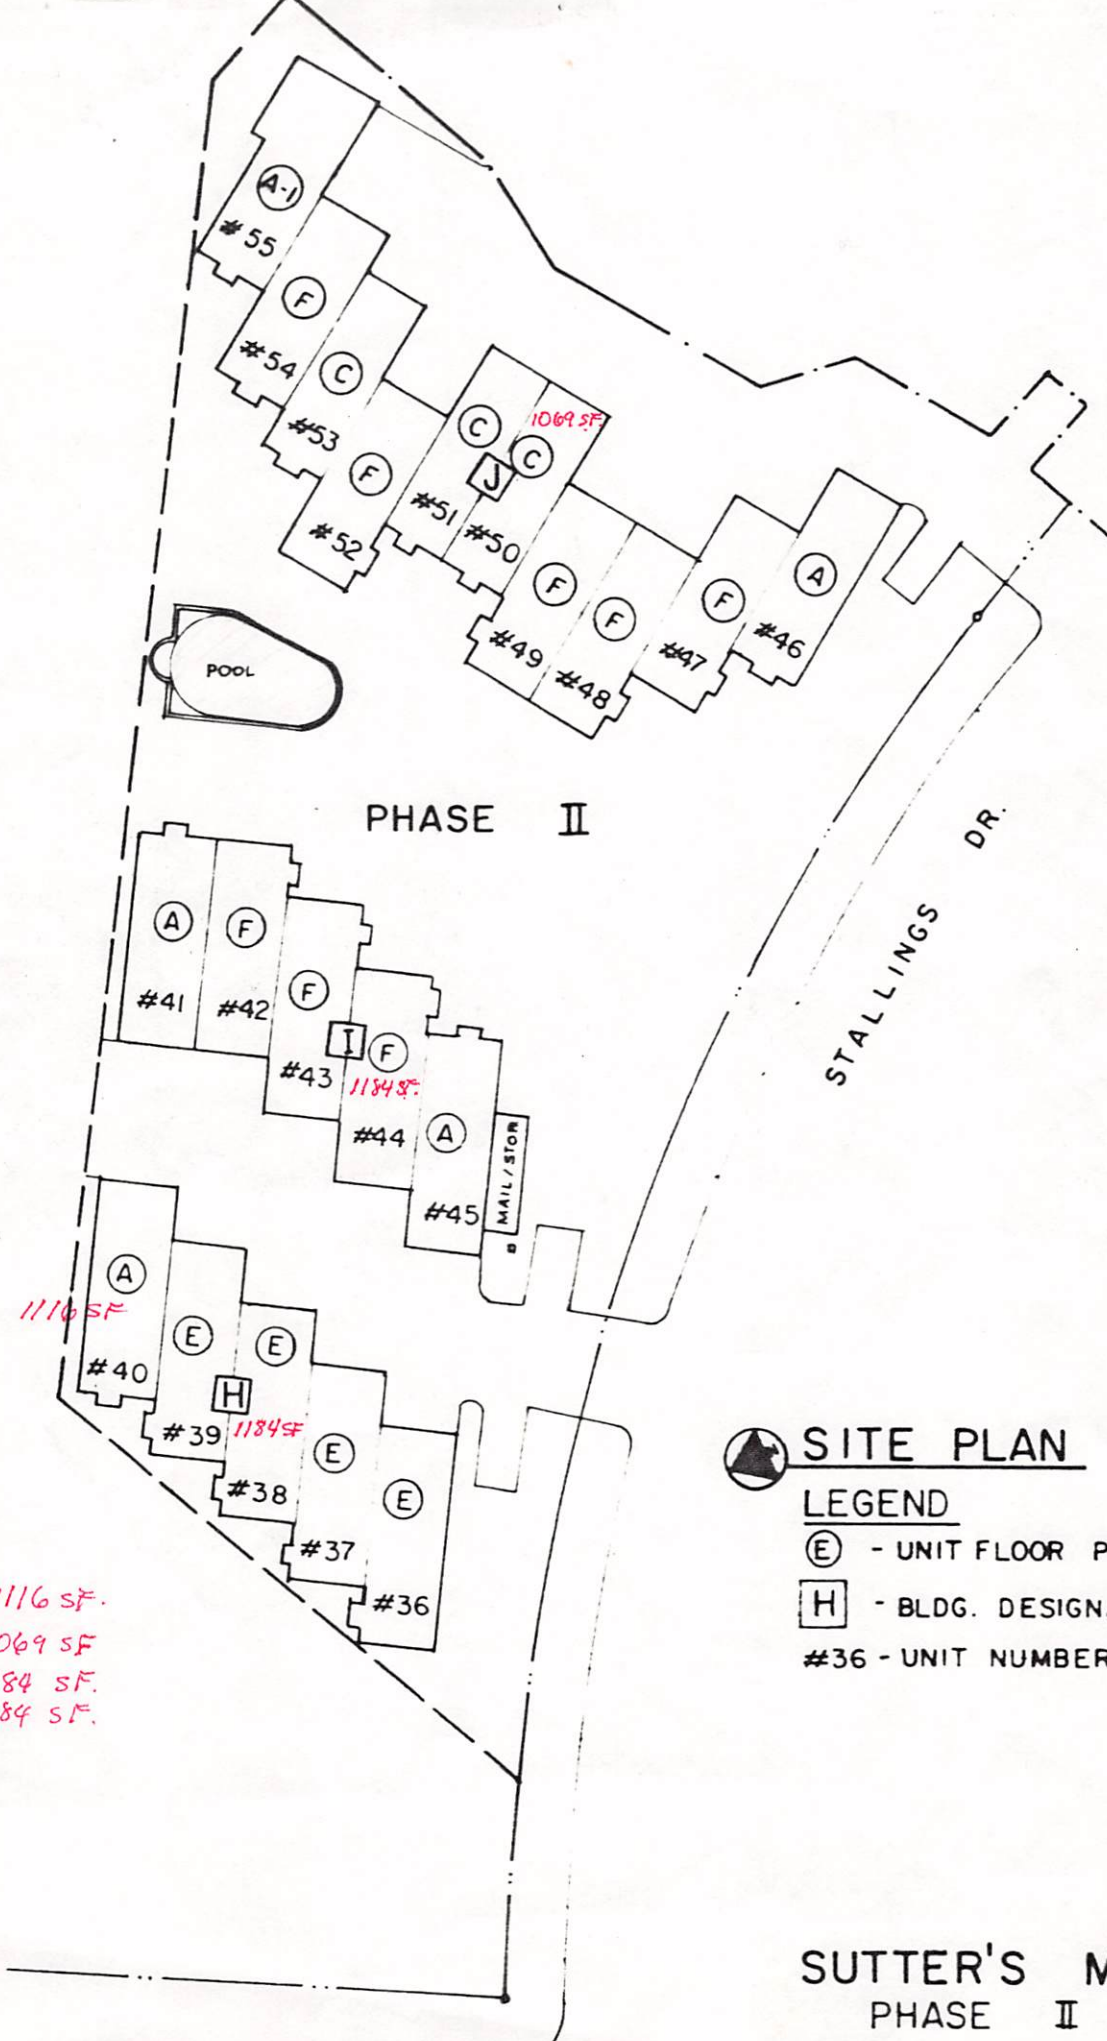 A-1
#55
F
#54
C
#53
F
#52
C
#51
J
C
1069 SF.
#50
F
#49
F
#48
F
#47
A
#46
POOL
PHASE II
STALLINGS DR.
A
#41
F
#42
F
#43
I
F
1184 SF.
#44
A
#45
MAIL / STOR
A
1116 SF
#40
E
#39
H
E
1184 SF
#38
E
#37
E
#36
1116 SF.
069 SF
84 SF.
84 SF.
SITE PLAN
LEGEND
E - UNIT FLOOR P
H - BLDG. DESIGN
#36 - UNIT NUMBER
SUTTER'S M
PHASE II